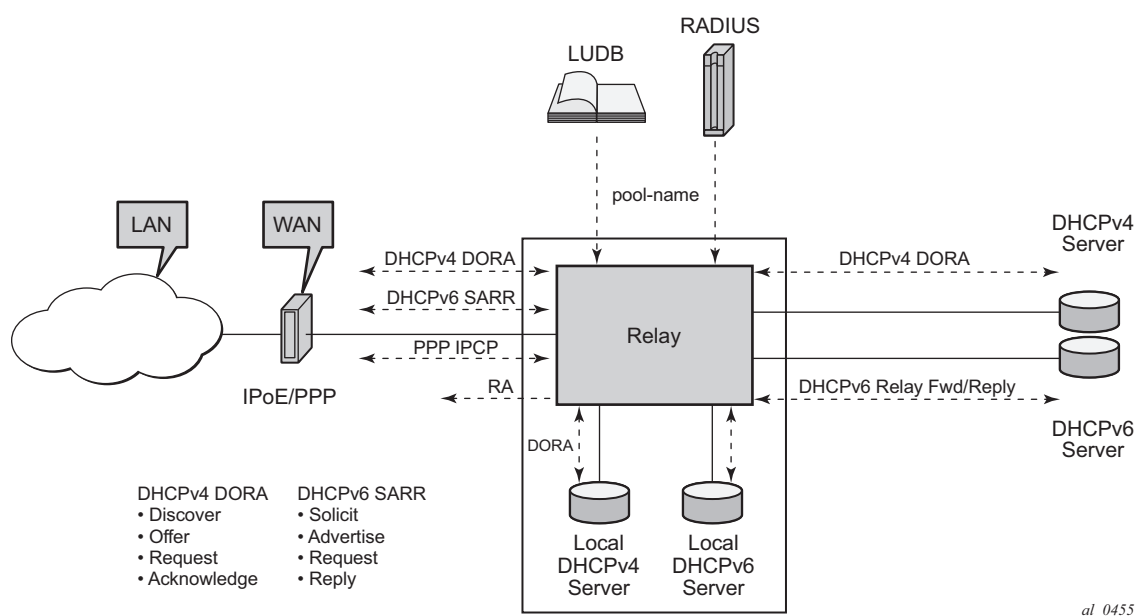 RADIUS
LUDB
pool-name
LAN
WAN
DHCPv4
Server
DHCPv4 DORA
DHCPv4 DORA
DHCPv6 SARR
Relay
PPP IPCP
IPoE/PPP
RA
DHCPv6 Relay Fwd/Reply
DHCPv6
Server
DORA
DHCPv4 DORA
• Discover
• Offer
• Request
• Acknowledge
DHCPv6 SARR
• Solicit
• Advertise
• Request
• Reply
Local
DHCPv4
Server
Local
DHCPv6
Server
al_0455